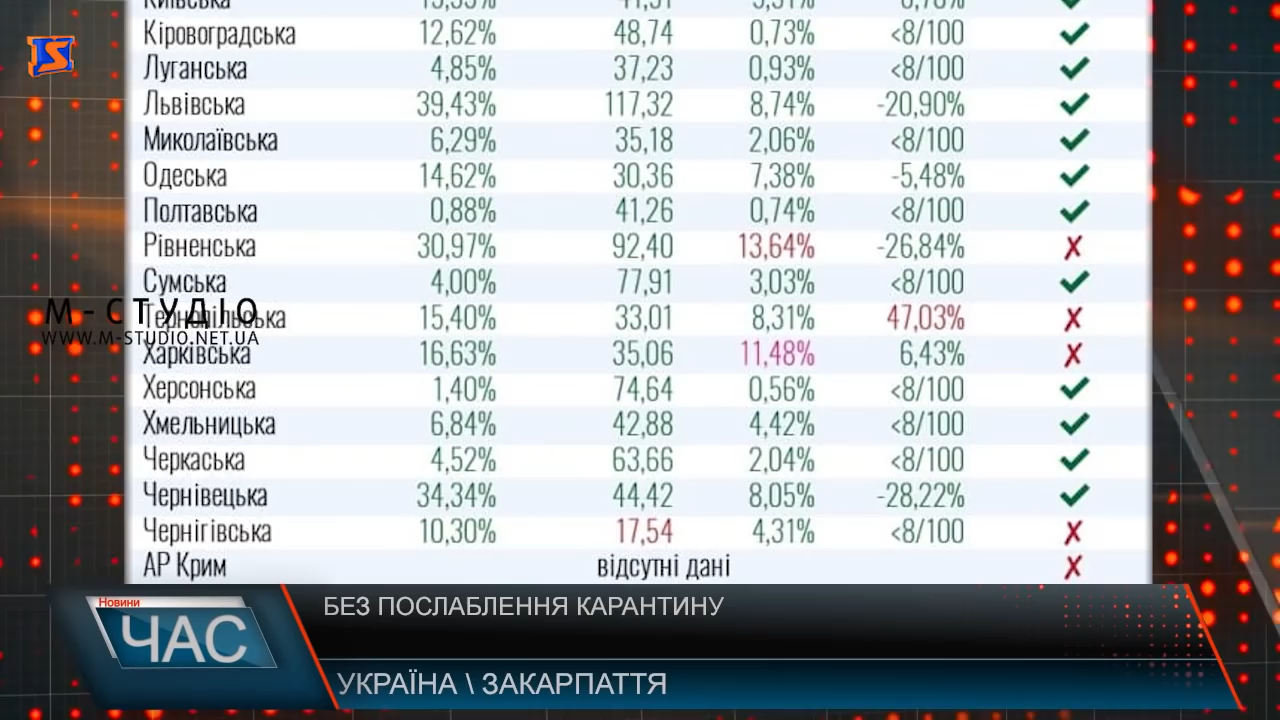 Кіровоградська 12,62% 48,74 0,73% <8/100
Луганська 4,85% 37,23 0,93% <8/100
Львівська 39,43% 117,32 8,74% -20,90%
Миколаївська 6,29% 35,18 2,06% <8/100
Одеська 14,62% 30,36 7,38% -5,48%
Полтавська 0,88% 41,26 0,74% <8/100
Рівненська 30,97% 92,40 13,64% -26,84%
Сумська 4,00% 77,91 3,03% <8/100
М-СТУДІО
Тернопільська 15,40% 33,01 8,31% 47,03%
WWW.M-STUDIO.NET.UA
Харківська 16,63% 35,06 11,48% 6,43%
Херсонська 1,40% 74,64 0,56% <8/100
Хмельницька 6,84% 42,88 4,42% <8/100
Черкаська 4,52% 63,66 2,04% <8/100
Чернівецька 34,34% 44,42 8,05% -28,22%
Чернігівська 10,30% 17,54 4,31% <8/100
АР Крим відсутні дані
Новини
ЧАС
БЕЗ ПОСЛАБЛЕННЯ КАРАНТИНУ
УКРАЇНА \ ЗАКАРПАТТЯ